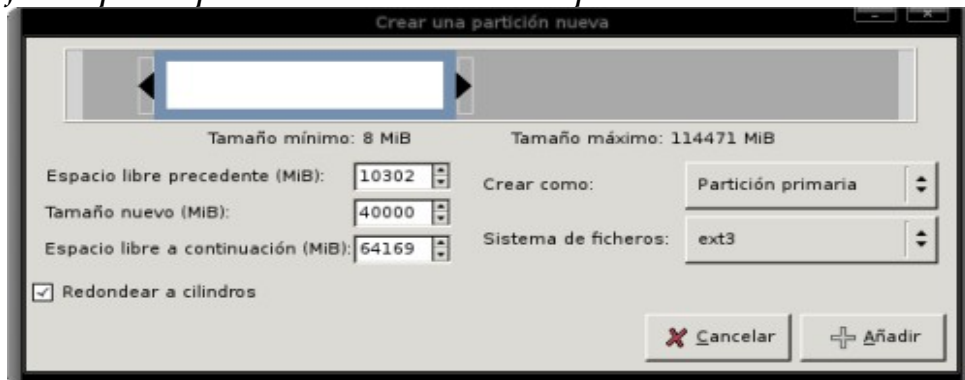 Crear una partición nueva
Tamaño mínimo: 8 MiB Tamaño máximo: 114471 MiB
Espacio libre precedente (MiB): 10302
Crear como: Partición primaria
Tamaño nuevo (MiB): 40000
Sistema de ficheros: ext3
Espacio libre a continuación (MiB): 64169
Redondear a cilindros
Cancelar Añadir